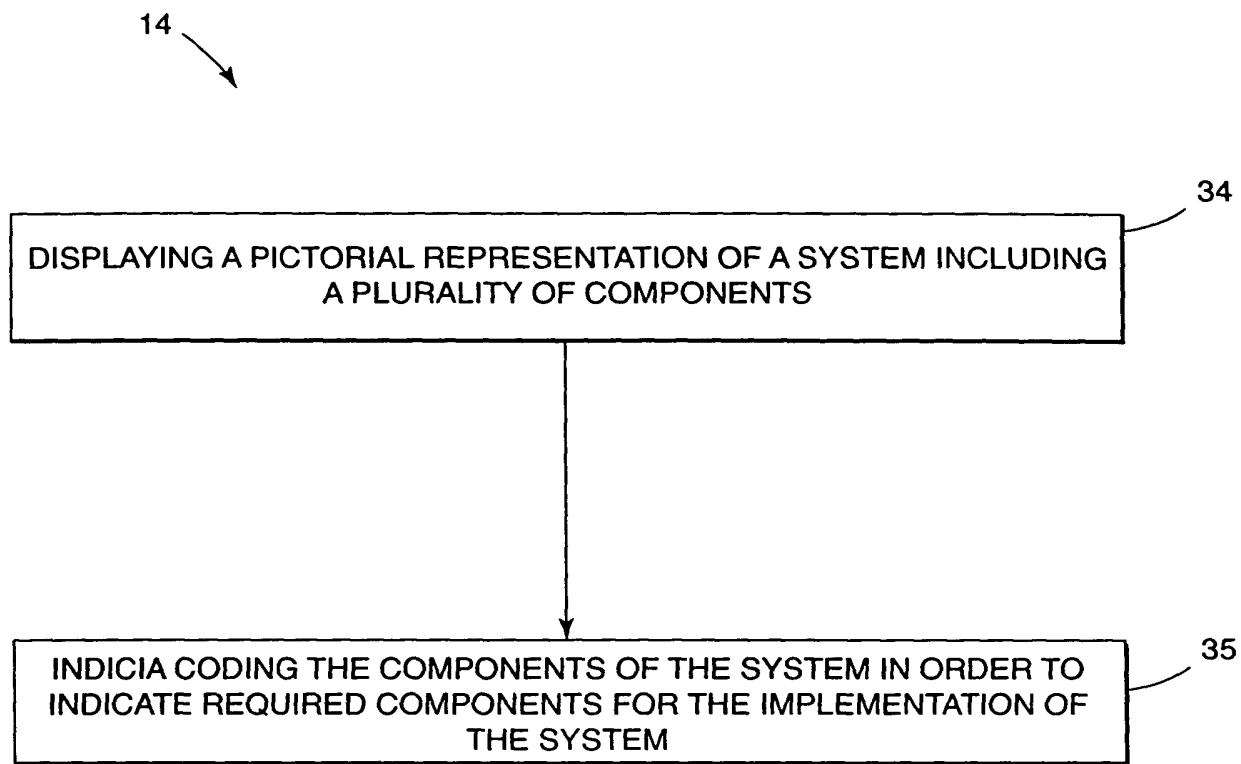 14
34
DISPLAYING A PICTORIAL REPRESENTATION OF A SYSTEM INCLUDING
A PLURALITY OF COMPONENTS
35
INDICIA CODING THE COMPONENTS OF THE SYSTEM IN ORDER TO
INDICATE REQUIRED COMPONENTS FOR THE IMPLEMENTATION OF
THE SYSTEM